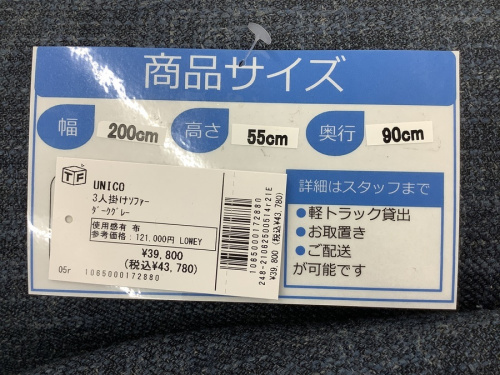 商品サイズ
幅 200cm 高さ 55cm 奥行 90cm
TF
UNICO
3人掛けソファー
ダークグレー
使用感有 布
参考価格:121,000円 LOWEY
¥39,800
(税込¥43,780)
05r 1085000172880
1085000172880
248-21082500514r21E
¥39,800 (税込¥43,780)
詳細はスタッフまで
●軽トラック貸出
●お取置き
●ご配送
が可能です